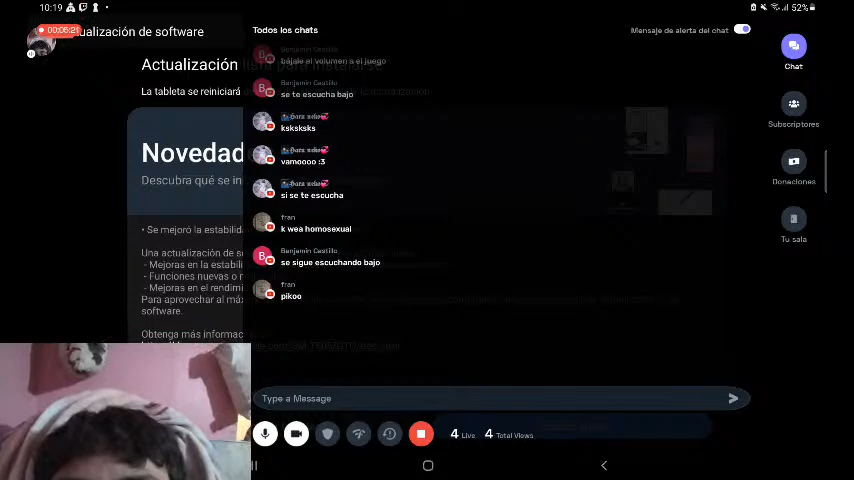 10:19
52%
00:06:21
ualización de software
Todos los chats
Mensaje de alerta del chat
Chat
Subscriptores
Donaciones
Tu sala
Actualización
La tableta se reiniciará
Novedad
Descubra qué se in
• Se mejoró la estabilida
Una actualización de s
- Mejoras en la estabili
- Funciones nuevas o
- Mejoras en el rendimi
Para aprovechar al máx
software.
Obtenga más informac
Benjamin Castillo
bájale el volumen a el juego
Benjamin Castillo
se te escucha bajo
ksksksks
vamoooo :3
si se te escucha
fran
k wea homosexual
Benjamin Castillo
se sigue escuchando bajo
fran
pikoo
Type a Message
4 Live 4 Total Views